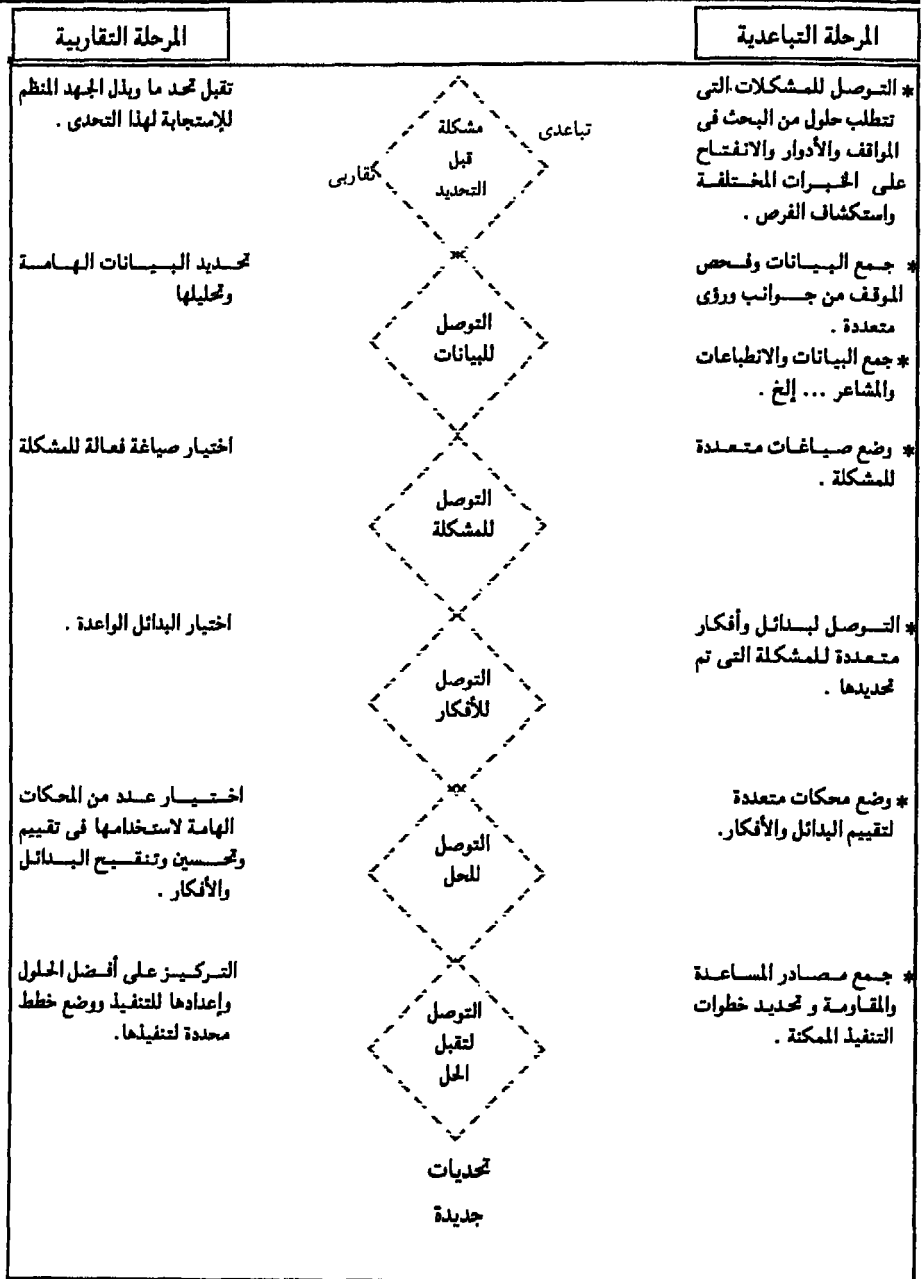 المرحلة التباعدية
المرحلة التقاربية
* التوصل للمشكلات التى
تتطلب حلول من البحث فى
المواقف والأدوار والانفتاح
على الخبرات المختلفة
واستكشاف الفرص .
تباعدى
مشكلة
قبل
التحديد
تقاربى
تقبل تحد ما وبذل الجهد المنظم
للإستجابة لهذا التحدى .
* جمع البيانات وفحص
الموقف من جوانب ورؤى
متعددة .
* جمع البيانات والانطباعات
والمشاعر ... إلخ .
التوصل
للبيانات
تحديد البيانات الهامة
وتحليلها
* وضع صياغات متعددة
للمشكلة .
التوصل
للمشكلة
اختيار صياغة فعالة للمشكلة
* التوصل لبدائل وأفكار
متعددة للمشكلة التى تم
تحديدها .
التوصل
للأفكار
اختيار البدائل الواعدة .
* وضع محكات متعددة
لتقييم البدائل والأفكار.
التوصل
للحل
اختيار عدد من المحكات
الهامة لاستخدامها فى تقييم
وتحسين وتنقيح البدائل
والأفكار .
* جمع مصادر المساعدة
والمقاومة و تحديد خطوات
التنفيذ الممكنة .
التوصل
لتقبل
الحل
التركيز على أفضل الحلول
وإعدادها للتنفيذ ووضع خطط
محددة لتنفيذها.
تحديات
جديدة